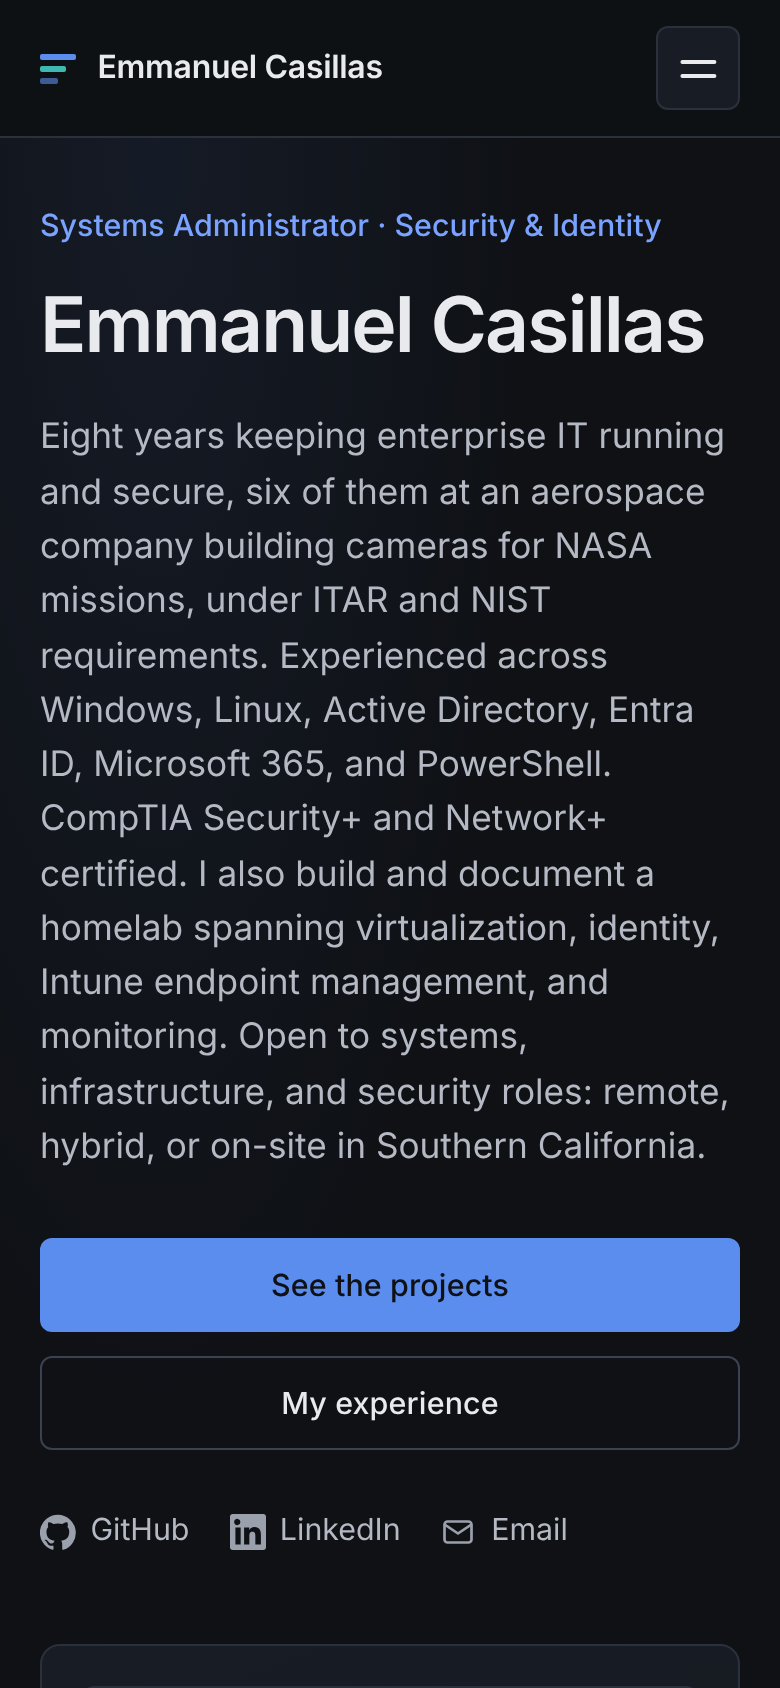 Emmanuel Casillas
Systems Administrator · Security & Identity
Emmanuel Casillas
Eight years keeping enterprise IT running
and secure, six of them at an aerospace
company building cameras for NASA
missions, under ITAR and NIST
requirements. Experienced across
Windows, Linux, Active Directory, Entra
ID, Microsoft 365, and PowerShell.
CompTIA Security+ and Network+
certified. I also build and document a
homelab spanning virtualization, identity,
Intune endpoint management, and
monitoring. Open to systems,
infrastructure, and security roles: remote,
hybrid, or on-site in Southern California.
See the projects
My experience
GitHub LinkedIn Email